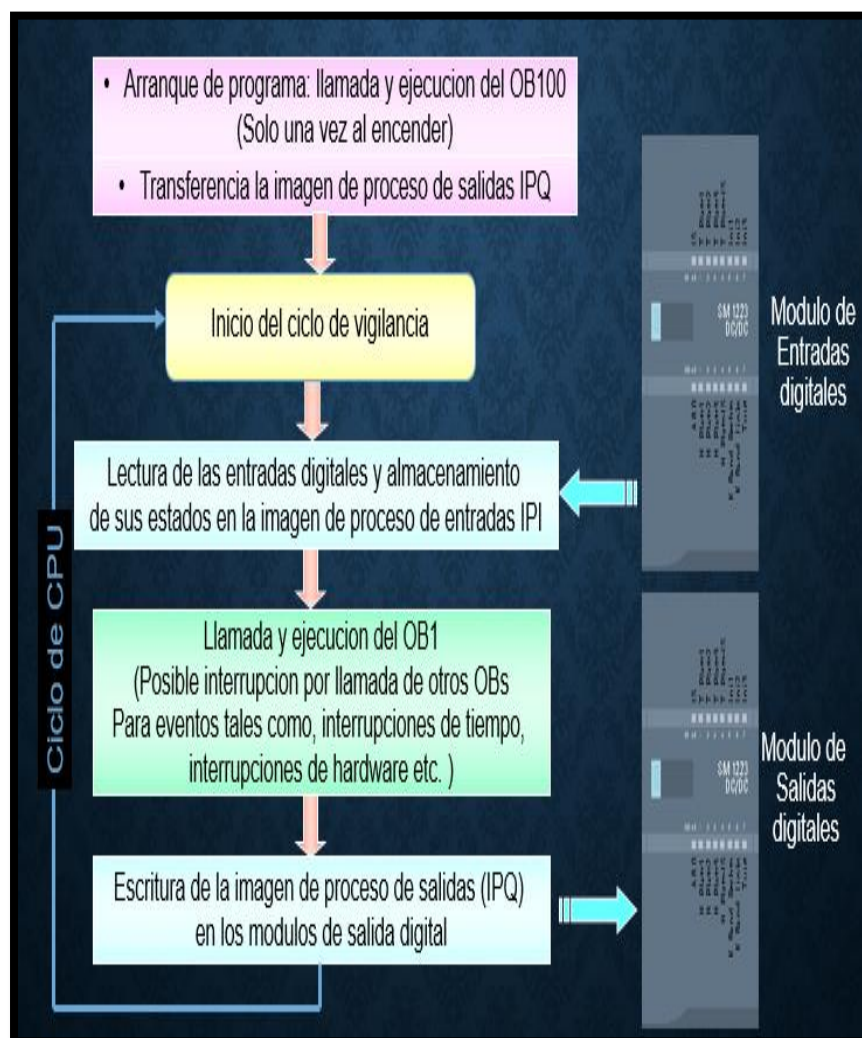 • Arranque de programa: llamada y ejecucion del OB100
(Solo una vez al encender)
• Transferencia la imagen de proceso de salidas IPQ
Inicio del ciclo de vigilancia
Lectura de las entradas digitales y almacenamiento
de sus estados en la imagen de proceso de entradas IPI
Llamada y ejecucion del OB1
(Posible interrupcion por llamada de otros OBs
Para eventos tales como, interrupciones de tiempo,
interrupciones de hardware etc. )
Escritura de la imagen de proceso de salidas (IPQ)
en los modulos de salida digital
Ciclo de CPU
SM 1223
DC/DC
Modulo de
Entradas
digitales
SM 1223
DC/DC
Modulo de
Salidas
digitales